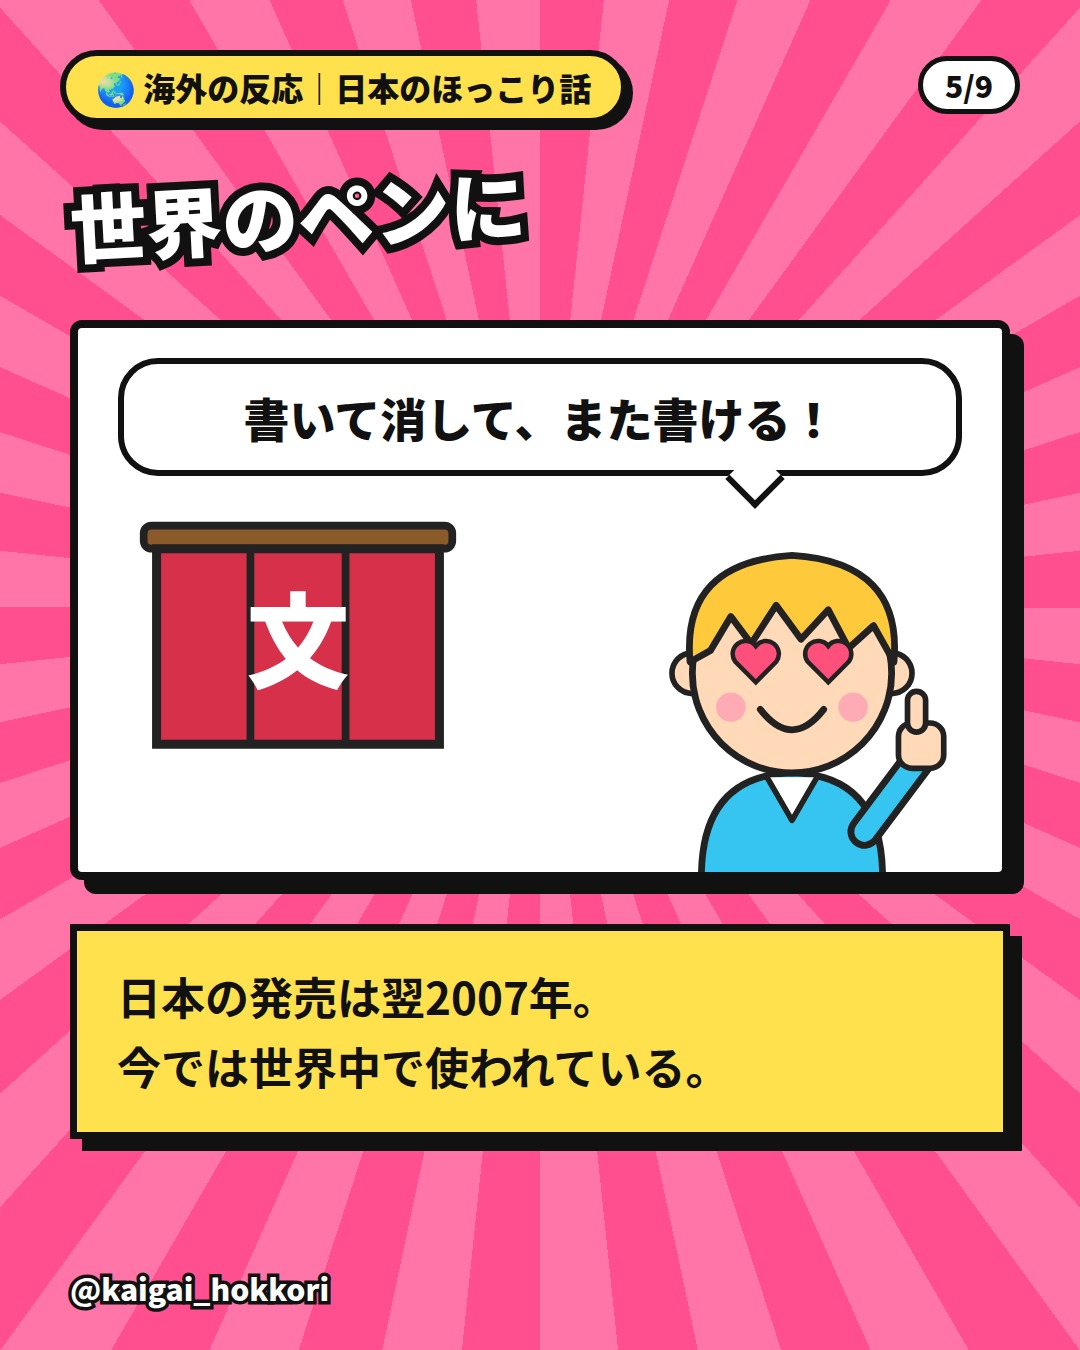 🌏 海外の反応｜日本のほっこり話
5/9
世界のペンに
書いて消して、また書ける！
文
日本の発売は翌2007年。
今では世界中で使われている。
@kaigai_hokkori